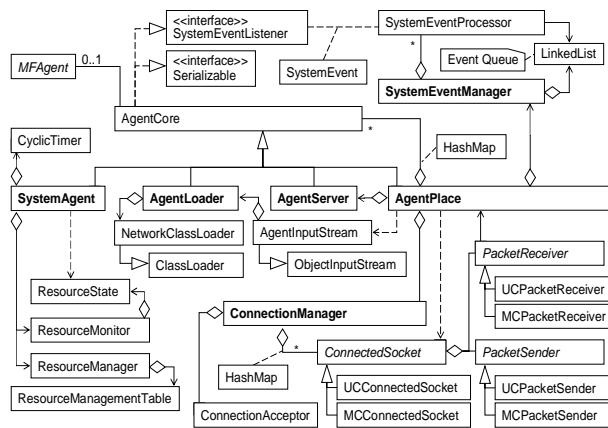 <<interface>>
SystemEventListener
SystemEventProcessor
MFAgent
0..1
<<interface>>
Serializable
SystemEvent
*
Event Queue
LinkedList
SystemEventManager
AgentCore
*
CyclicTimer
HashMap
SystemAgent
AgentLoader
AgentServer
AgentPlace
NetworkClassLoader
AgentInputStream
ClassLoader
ObjectInputStream
PacketReceiver
ResourceState
UCPacketReceiver
MCPacketReceiver
ConnectionManager
ResourceMonitor
*
ConnectedSocket
PacketSender
ResourceManager
HashMap
UCConnectedSocket
UCPacketSender
ResourceManagementTable
ConnectionAcceptor
MCConnectedSocket
MCPacketSender